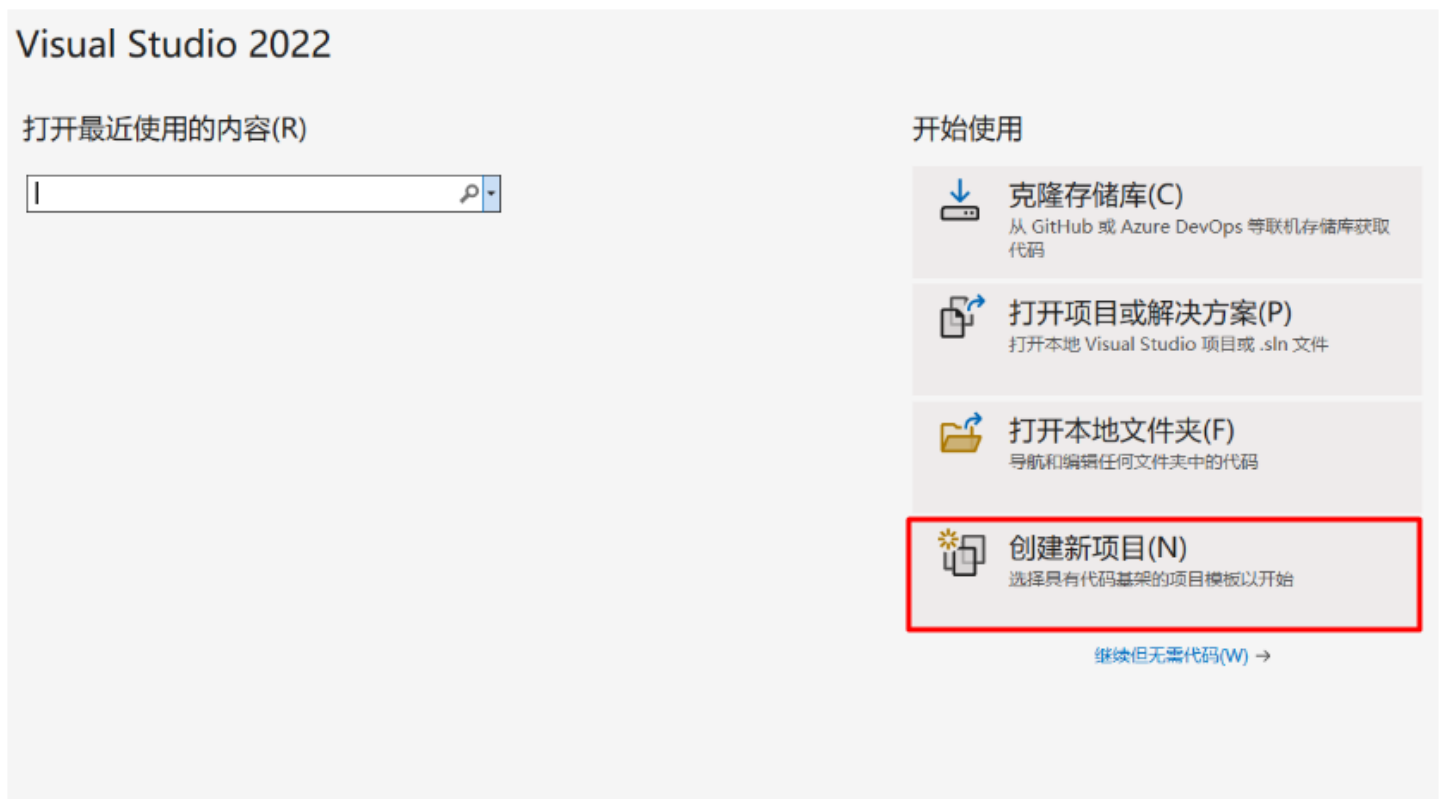 Visual Studio 2022
打开最近使用的内容(R)
开始使用
克隆存储库(C)
从 GitHub 或 Azure DevOps 等联机存储库获取
代码
打开项目或解决方案(P)
打开本地 Visual Studio 项目或 .sln 文件
打开本地文件夹(F)
导航和编辑任何文件夹中的代码
创建新项目(N)
选择具有代码基架的项目模板以开始
继续但无需代码(W) →